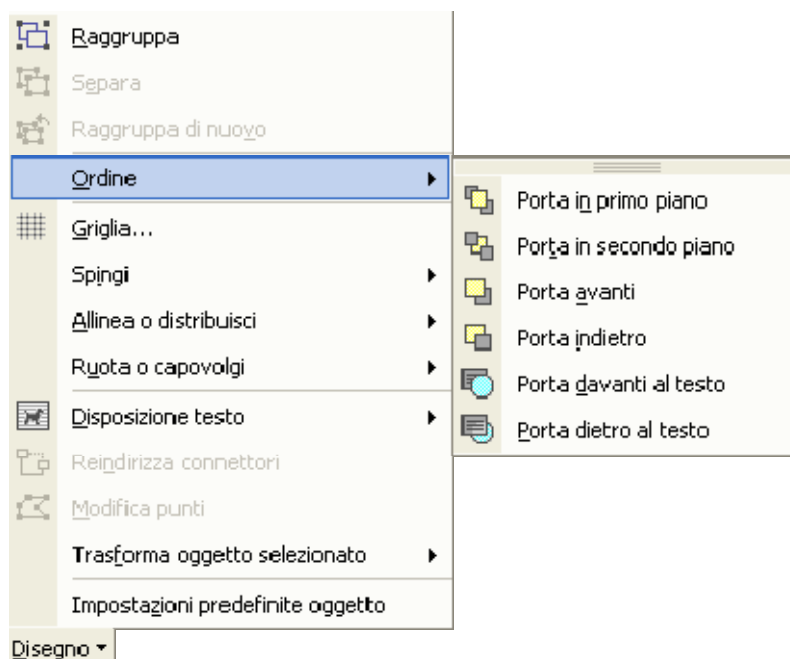 Raggruppa
Separa
Raggruppa di nuovo
Ordine
Griglia...
Spingi
Allinea o distribuisci
Ruota o capovolgi
Disposizione testo
Reindirizza connettori
Modifica punti
Trasforma oggetto selezionato
Impostazioni predefinite oggetto
Disegno
Porta in primo piano
Porta in secondo piano
Porta avanti
Porta indietro
Porta davanti al testo
Porta dietro al testo